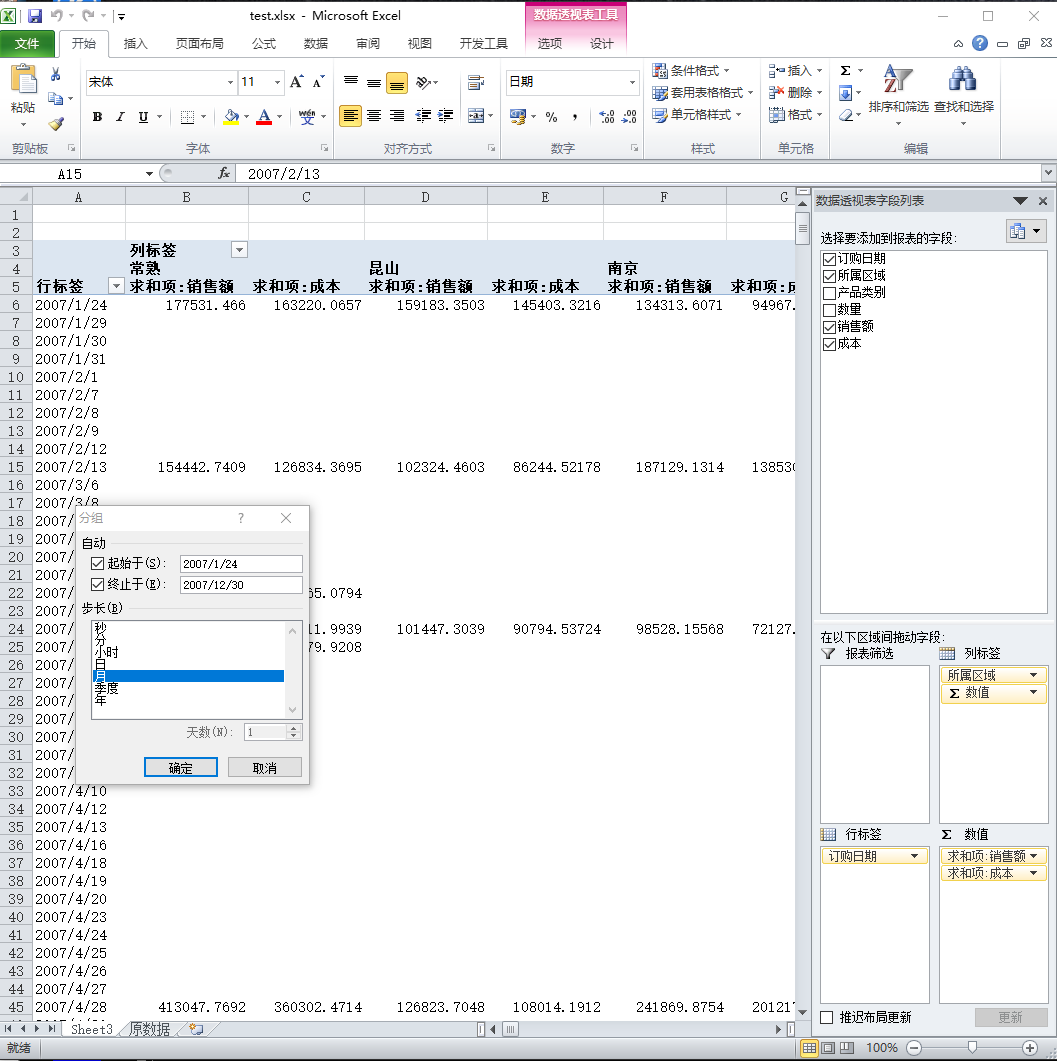 test.xlsx - Microsoft Excel
数据透视表工具
文件 开始 插入 页面布局 公式 数据 审阅 视图 开发工具 选项 设计
宋体 11 日期 条件格式 插入 Σ
粘贴 套用表格格式 删除 排序和筛选 查找和选择
B I U A wén 文 % , 单元格样式 格式
剪贴板 字体 对齐方式 数字 样式 单元格 编辑
A15 fx 2007/2/13
A B C D E F G
1
2
3 列标签
4 常熟 昆山 南京
5 行标签 求和项:销售额 求和项:成本 求和项:销售额 求和项:成本 求和项:销售额 求和项:
6 2007/1/24 177531.466 163220.0657 159183.3503 145403.3216 134313.6071 94967.
7 2007/1/29
8 2007/1/30
9 2007/1/31
10 2007/2/1
11 2007/2/7
12 2007/2/8
13 2007/2/9
14 2007/2/12
15 2007/2/13 154442.7409 126834.3695 102324.4603 86244.52178 187129.1314 13853
16 2007/3/6
17 2007/3/8
18 2007/
19 2007/
20 2007/
21 2007/
22 2007/ 5.0794
23 2007/
24 2007/ 1.9939 101447.3039 90794.53724 98528.15568 72127.
25 2007/ 79.9208
26 2007/
27 2007/
28 2007/
29 2007/
30 2007/
31 2007/
32 2007/
33 2007/4/10
34 2007/4/12
35 2007/4/13
36 2007/4/16
37 2007/4/18
38 2007/4/19
39 2007/4/20
40 2007/4/23
41 2007/4/24
42 2007/4/25
43 2007/4/26
44 2007/4/27
45 2007/4/28 413047.7692 360302.4714 126823.7048 108014.1912 241869.8754 20121
分组 ?
自动
起始于(S): 2007/1/24
终止于(E): 2007/12/30
步长(B)
秒
分
小时
日
月
季度
年
天数(N): 1
确定 取消
数据透视表字段列表
选择要添加到报表的字段:
订购日期
所属区域
产品类别
数量
销售额
成本
在以下区域间拖动字段:
报表筛选 列标签
所属区域
Σ 数值
行标签 Σ 数值
订购日期 求和项:销售额
求和项:成本
推迟布局更新 更新
Sheet3 原数据
就绪 100%